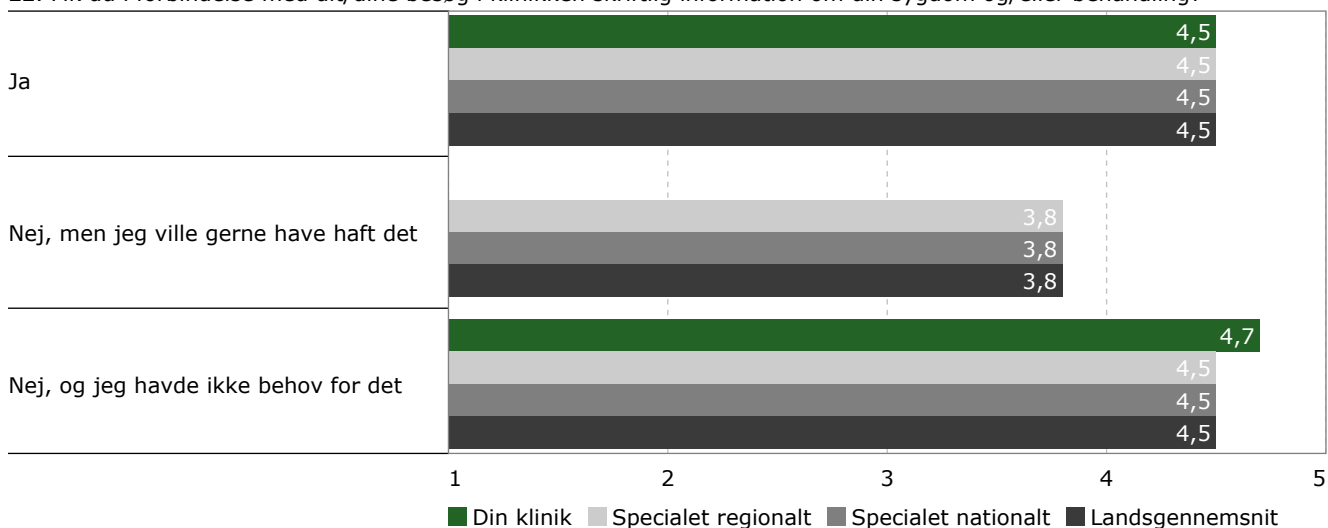 Ja
4,5
4,5
4,5
4,5
Nej, men jeg ville gerne have haft det
3,8
3,8
3,8
Nej, og jeg havde ikke behov for det
4,7
4,5
4,5
4,5
1 2 3 4 5
Din klinik Specialet regionalt Specialet nationalt Landsgennemsnit